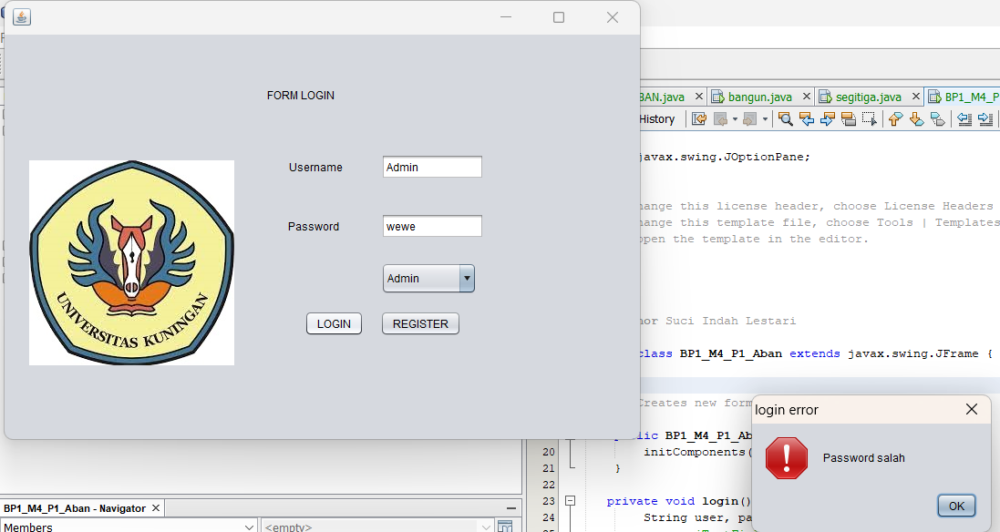 FORM LOGIN
Username
Admin
Password
wewe
Admin
LOGIN
REGISTER
UNIVERSITAS KUNINGAN
BAN.java
bangun.java
segitiga.java
BP1_M4_P
History
javax.swing.JOptionPane;
hange this license header, choose License Headers
hange this template file, choose Tools | Templates
open the template in the editor.
hor Suci Indah Lestari
class BP1_M4_P1_Aban extends javax.swing.JFrame {
Creates new form
lic BP1_M4_P1_Ab
20 initComponents(
21 }
22
23 private void login()
24 String user, pa
login error
Password salah
OK
BP1_M4_P1_Aban - Navigator
Members
<empty>